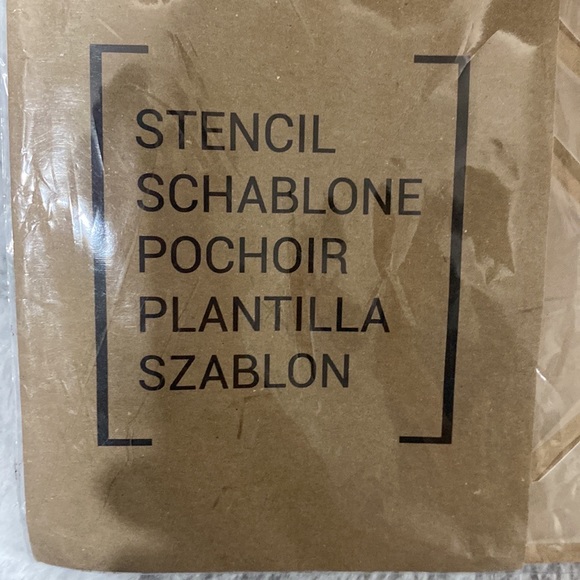 STENCIL
SCHABLONE
POCHOIR
PLANTILLA
SZABLON